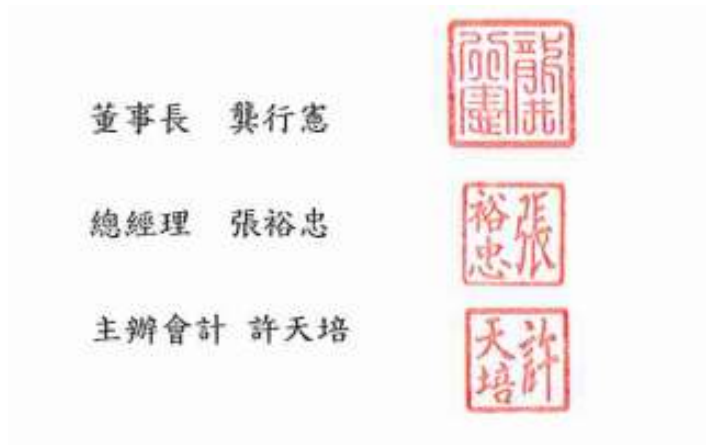 董事長 龔行憲
龔行憲
總經理 張裕忠
張裕忠
主辦會計 許天培
許天培